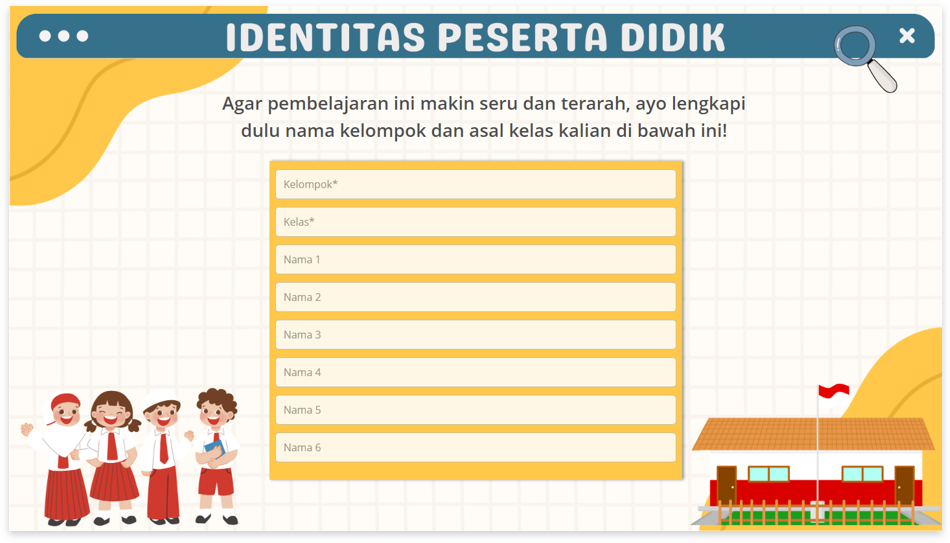 IDENTITAS PESERTA DIDIK
Agar pembelajaran ini makin seru dan terarah, ayo lengkapi
dulu nama kelompok dan asal kelas kalian di bawah ini!
Kelompok*
Kelas*
Nama 1
Nama 2
Nama 3
Nama 4
Nama 5
Nama 6